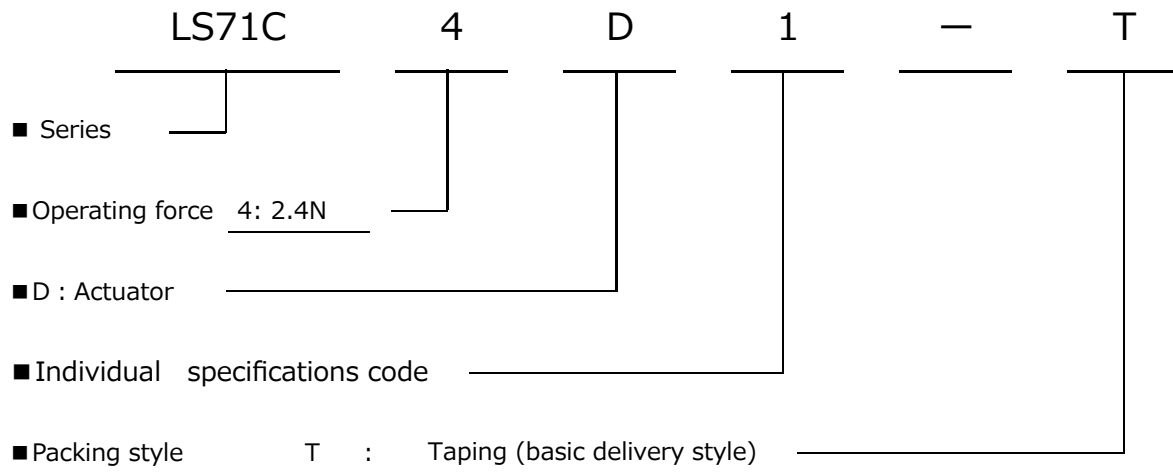 LS71C 4 D 1 — T
■ Series
■ Operating force 4: 2.4N
■ D : Actuator
■ Individual specifications code
■ Packing style T : Taping (basic delivery style)